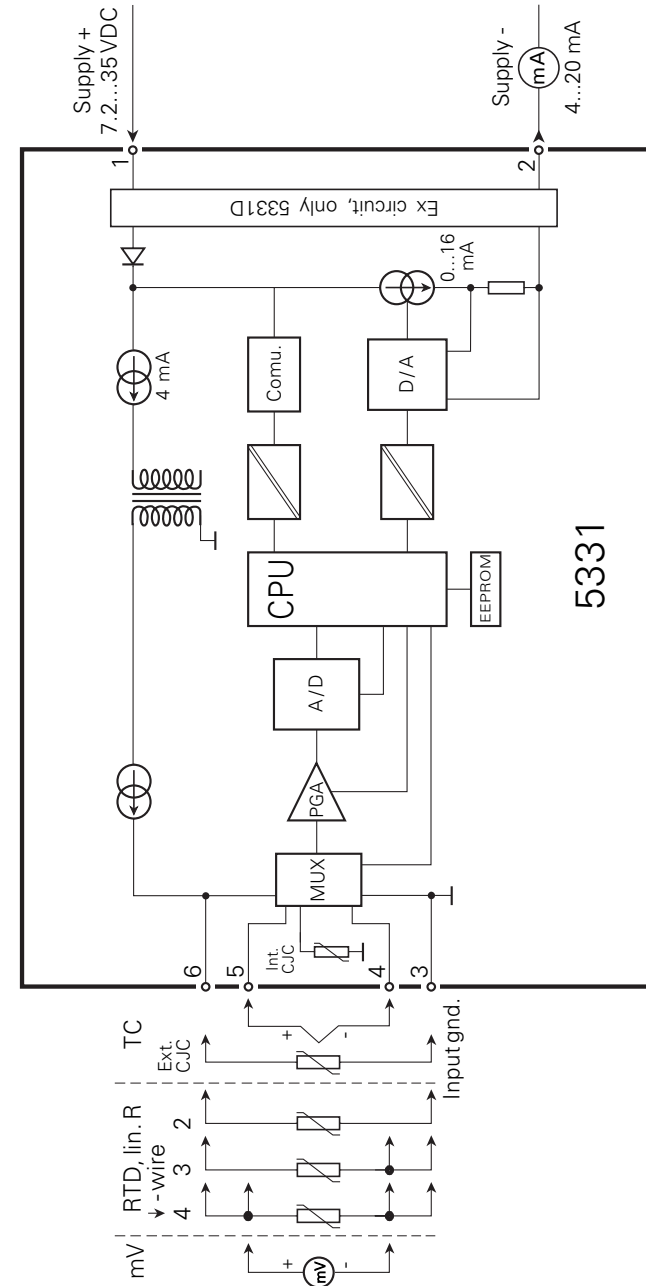 Supply +
7.2...35 VDC
Supply -
mA
4...20 mA
1
2
Ex circuit, only 5331D
4 mA
0...16
mA
Comu.
D/A
CPU
EEPROM
5331
A/D
PGA
MUX
Int.
CJC
6
5
4
3
TC
Ext.
CJC
+
-
Input gnd.
RTD, lin. R
-wire
2
3
4
mV
+
-
mV